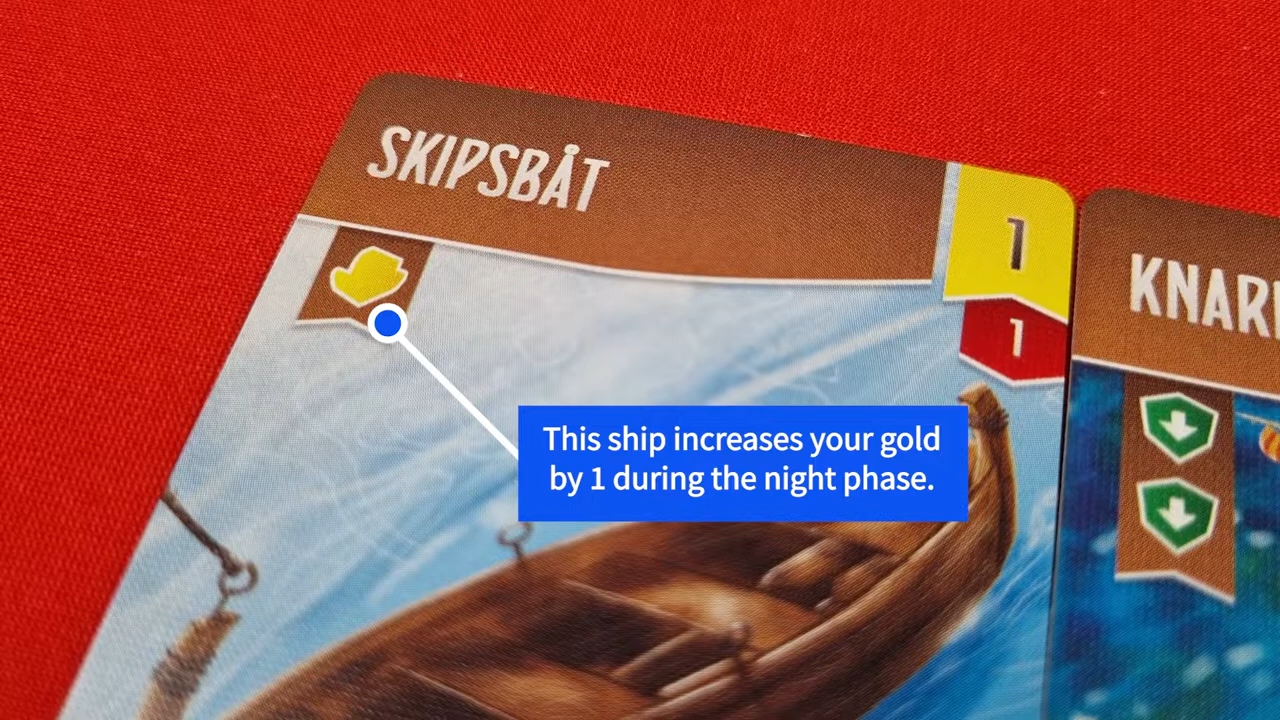 SKIPSBÅT
1
1
This ship increases your gold
by 1 during the night phase.